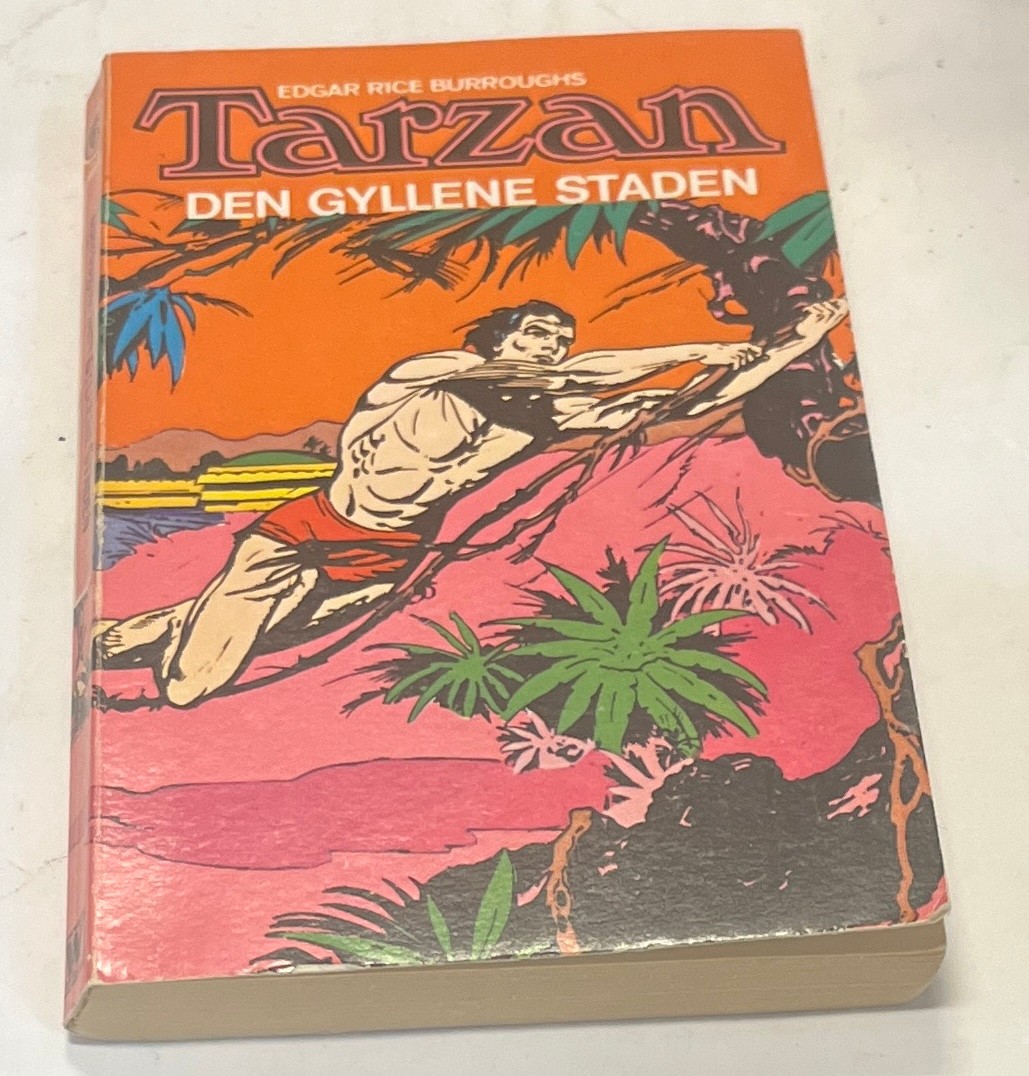 EDGAR RICE BURROUGHS
Tarzan
DEN GYLLENE STADEN